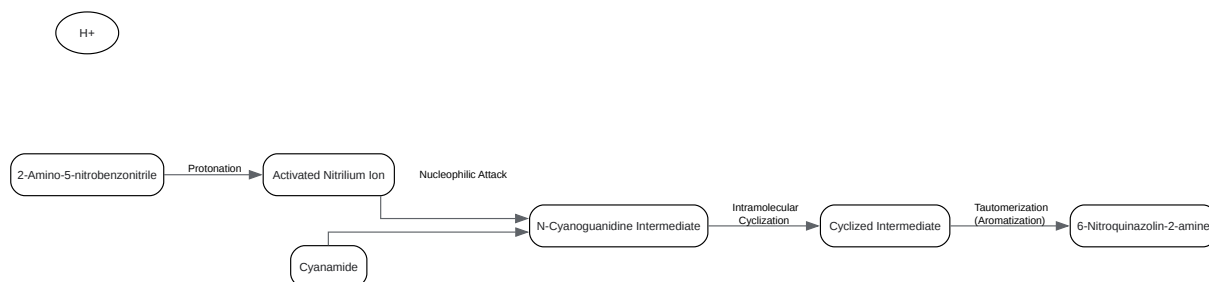 H+
2-Amino-5-nitrobenzonitrile
Protonation
Activated Nitrilium Ion
Nucleophilic Attack
Cyanamide
N-Cyanoguanidine Intermediate
Intramolecular
Cyclization
Cyclized Intermediate
Tautomerization
(Aromatization)
6-Nitroquinazolin-2-amine